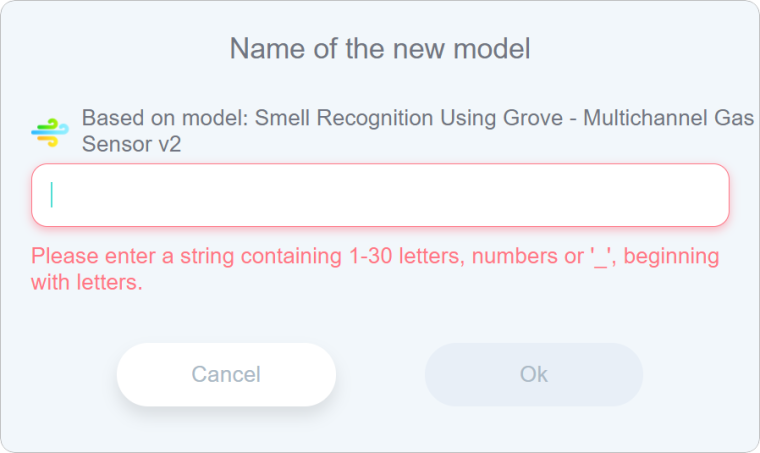 Name of the new model
Based on model: Smell Recognition Using Grove - Multichannel Gas
Sensor v2
Please enter a string containing 1-30 letters, numbers or '_', beginning
with letters.
Cancel
Ok